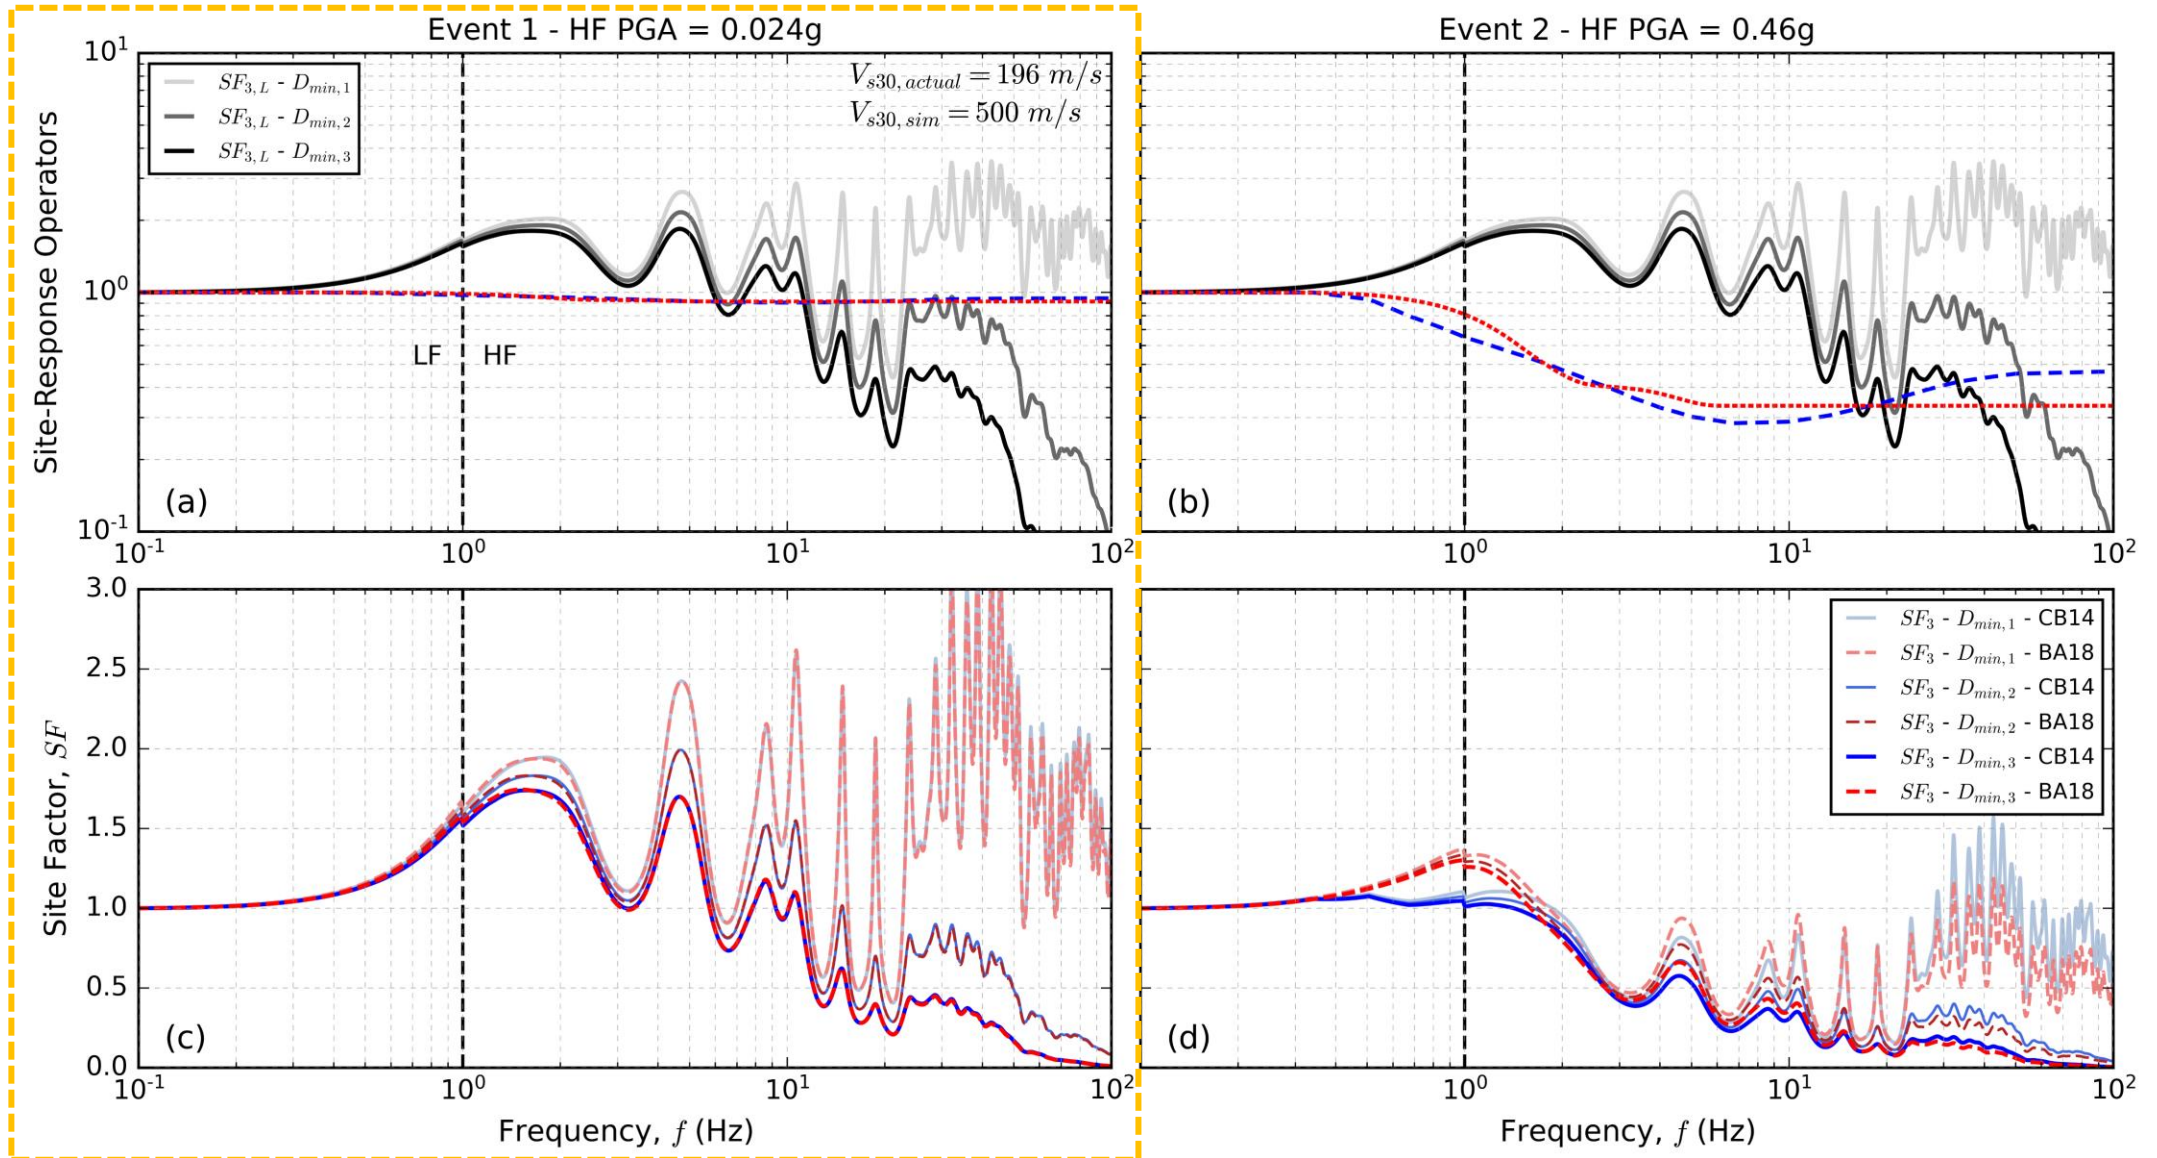 Event 1 - HF PGA = 0.024g
Event 2 - HF PGA = 0.46g
Site-Response Operators
10^1
10^0
10^-1
SF_{3,L} - D_{min,1}
SF_{3,L} - D_{min,2}
SF_{3,L} - D_{min,3}
V_{s30,actual} = 196 m/s
V_{s30,sim} = 500 m/s
LF HF
(a)
10^-1 10^0 10^1 10^2
(b)
10^0 10^1 10^2
Site Factor, SF
3.0
2.5
2.0
1.5
1.0
0.5
0.0
(c)
10^-1 10^0 10^1 10^2
Frequency, f (Hz)
SF_3 - D_{min,1} - CB14
SF_3 - D_{min,1} - BA18
SF_3 - D_{min,2} - CB14
SF_3 - D_{min,2} - BA18
SF_3 - D_{min,3} - CB14
SF_3 - D_{min,3} - BA18
(d)
10^0 10^1 10^2
Frequency, f (Hz)